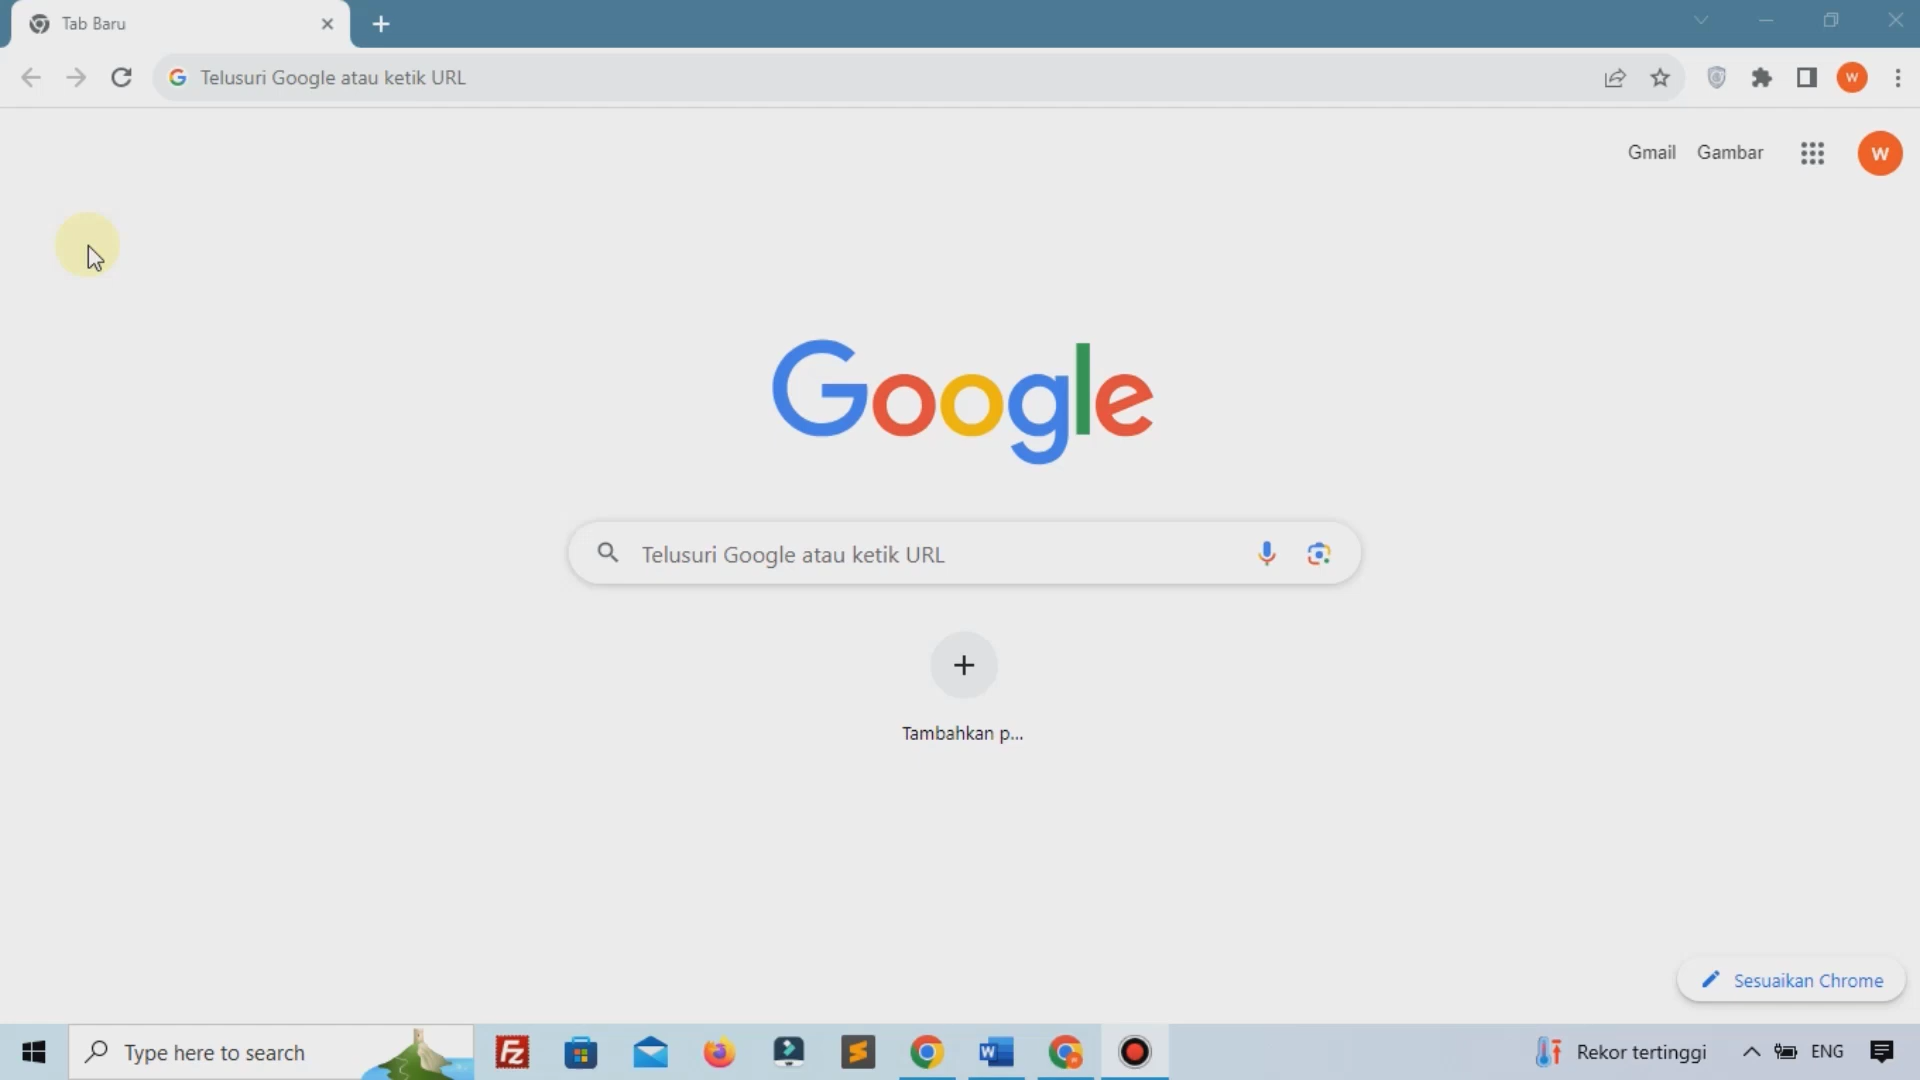 Tab Baru
Telusuri Google atau ketik URL
W
Gmail Gambar
W
Google
Telusuri Google atau ketik URL
Tambahkan p...
Sesuaikan Chrome
Type here to search
Fz
W
Rekor tertinggi
ENG